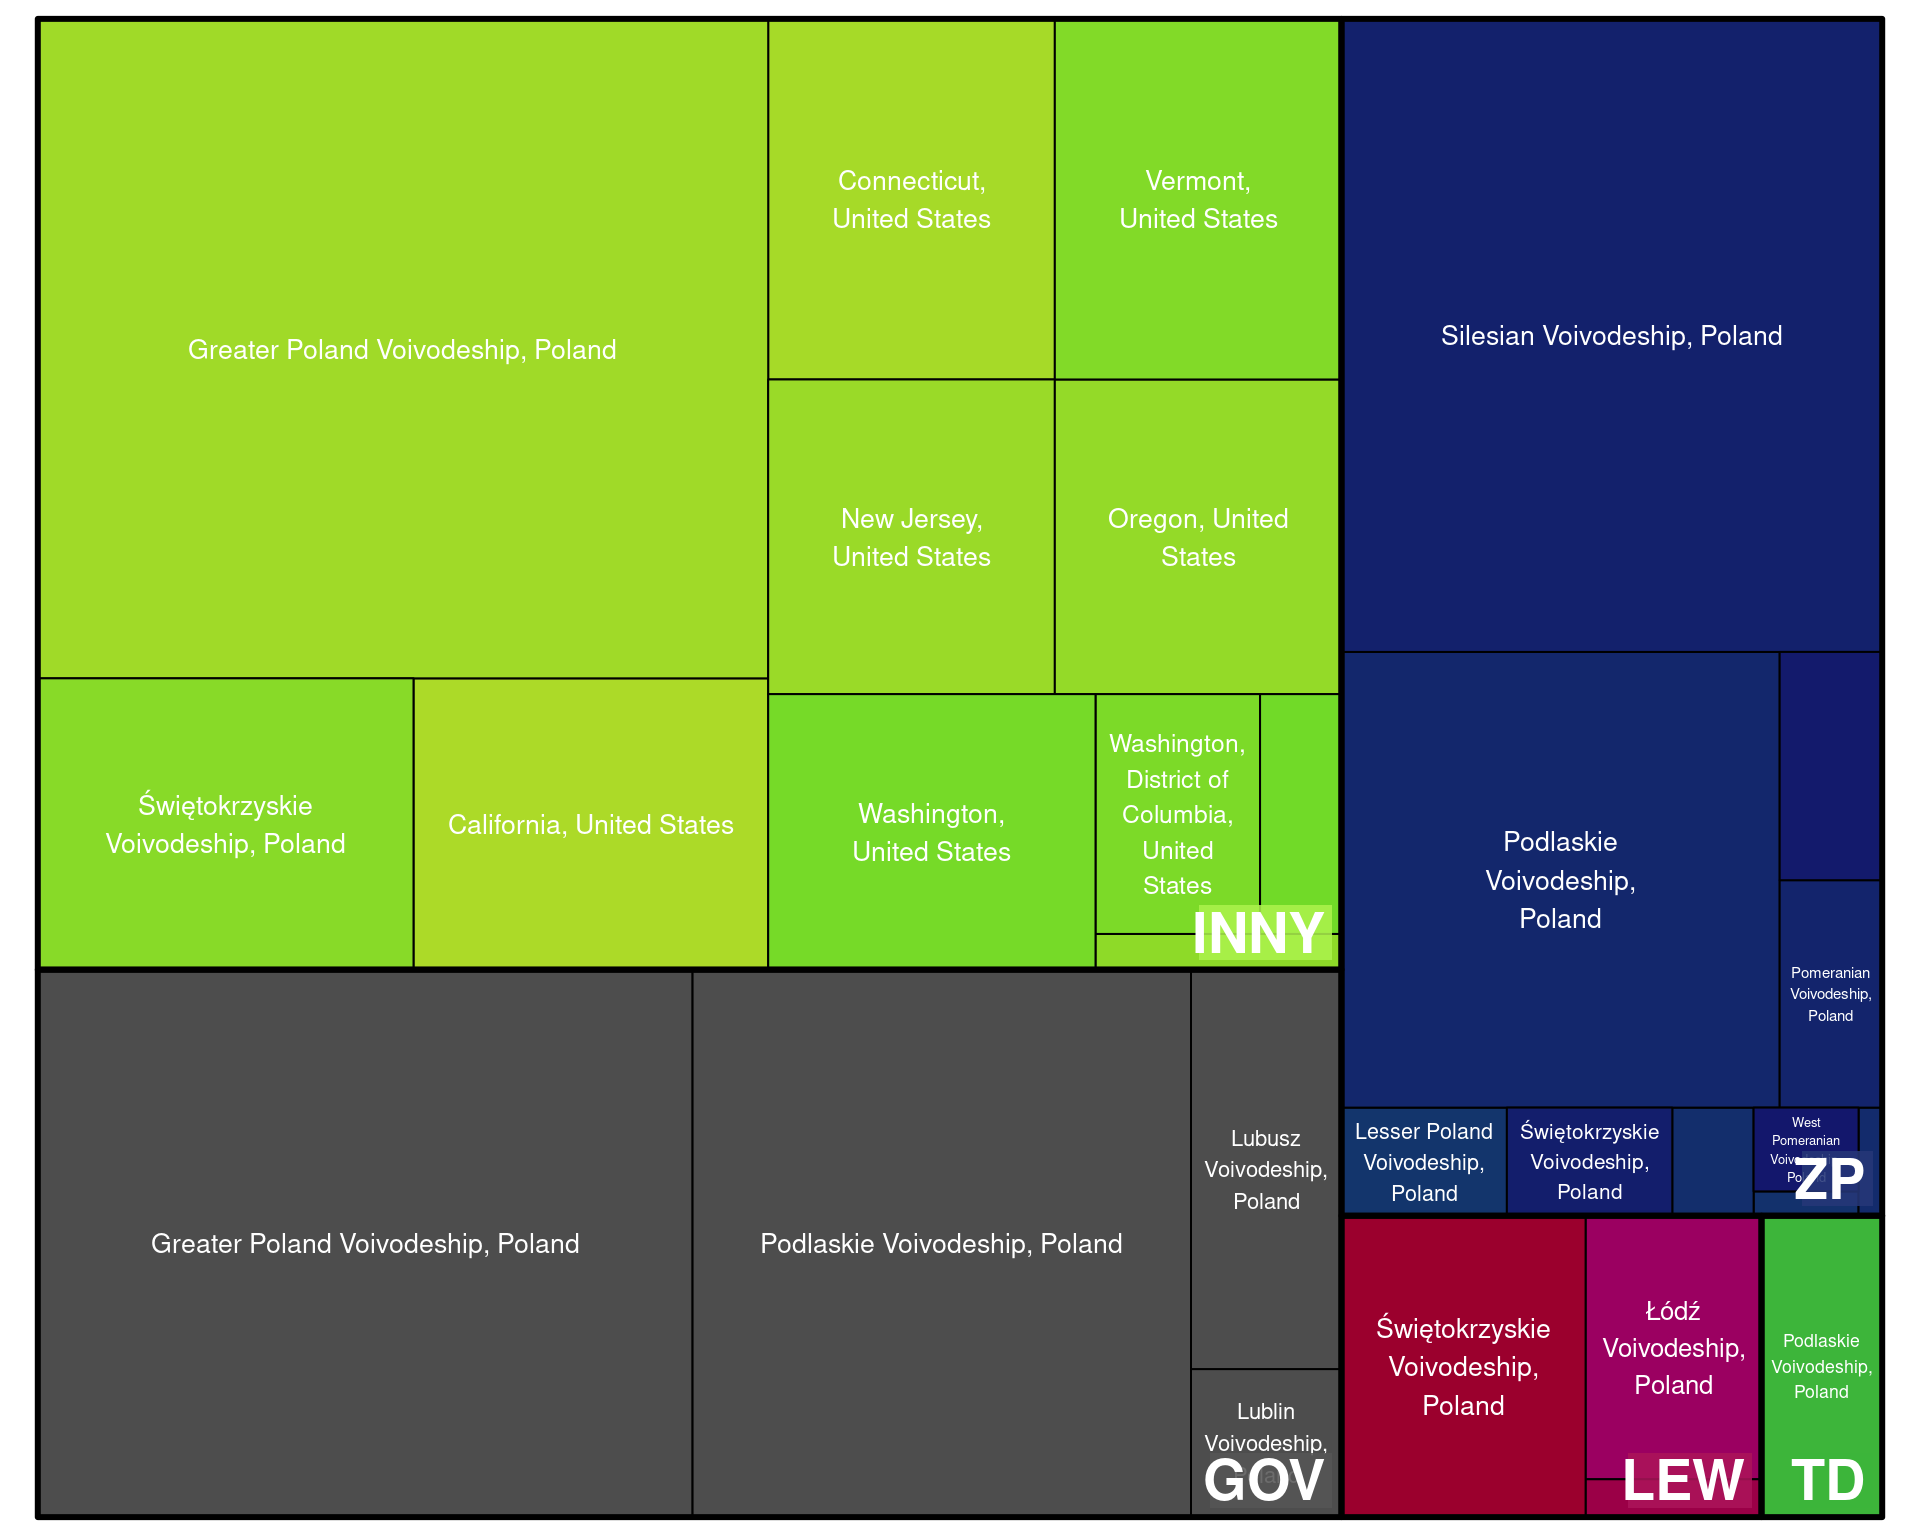 Greater Poland Voivodeship, Poland
Connecticut,
United States
Vermont,
United States
New Jersey,
United States
Oregon, United
States
Świętokrzyskie
Voivodeship, Poland
California, United States
Washington,
United States
Washington,
District of
Columbia,
United
States
INNY
Silesian Voivodeship, Poland
Podlaskie
Voivodeship,
Poland
Pomeranian
Voivodeship,
Poland
Lesser Poland
Voivodeship,
Poland
Świętokrzyskie
Voivodeship,
Poland
West
Pomeranian
ZP
Greater Poland Voivodeship, Poland
Podlaskie Voivodeship, Poland
Lubusz
Voivodeship,
Poland
Lublin
Voivodeship,
GOV
Świętokrzyskie
Voivodeship,
Poland
Łódź
Voivodeship,
Poland
LEW
Podlaskie
Voivodeship,
Poland
TD